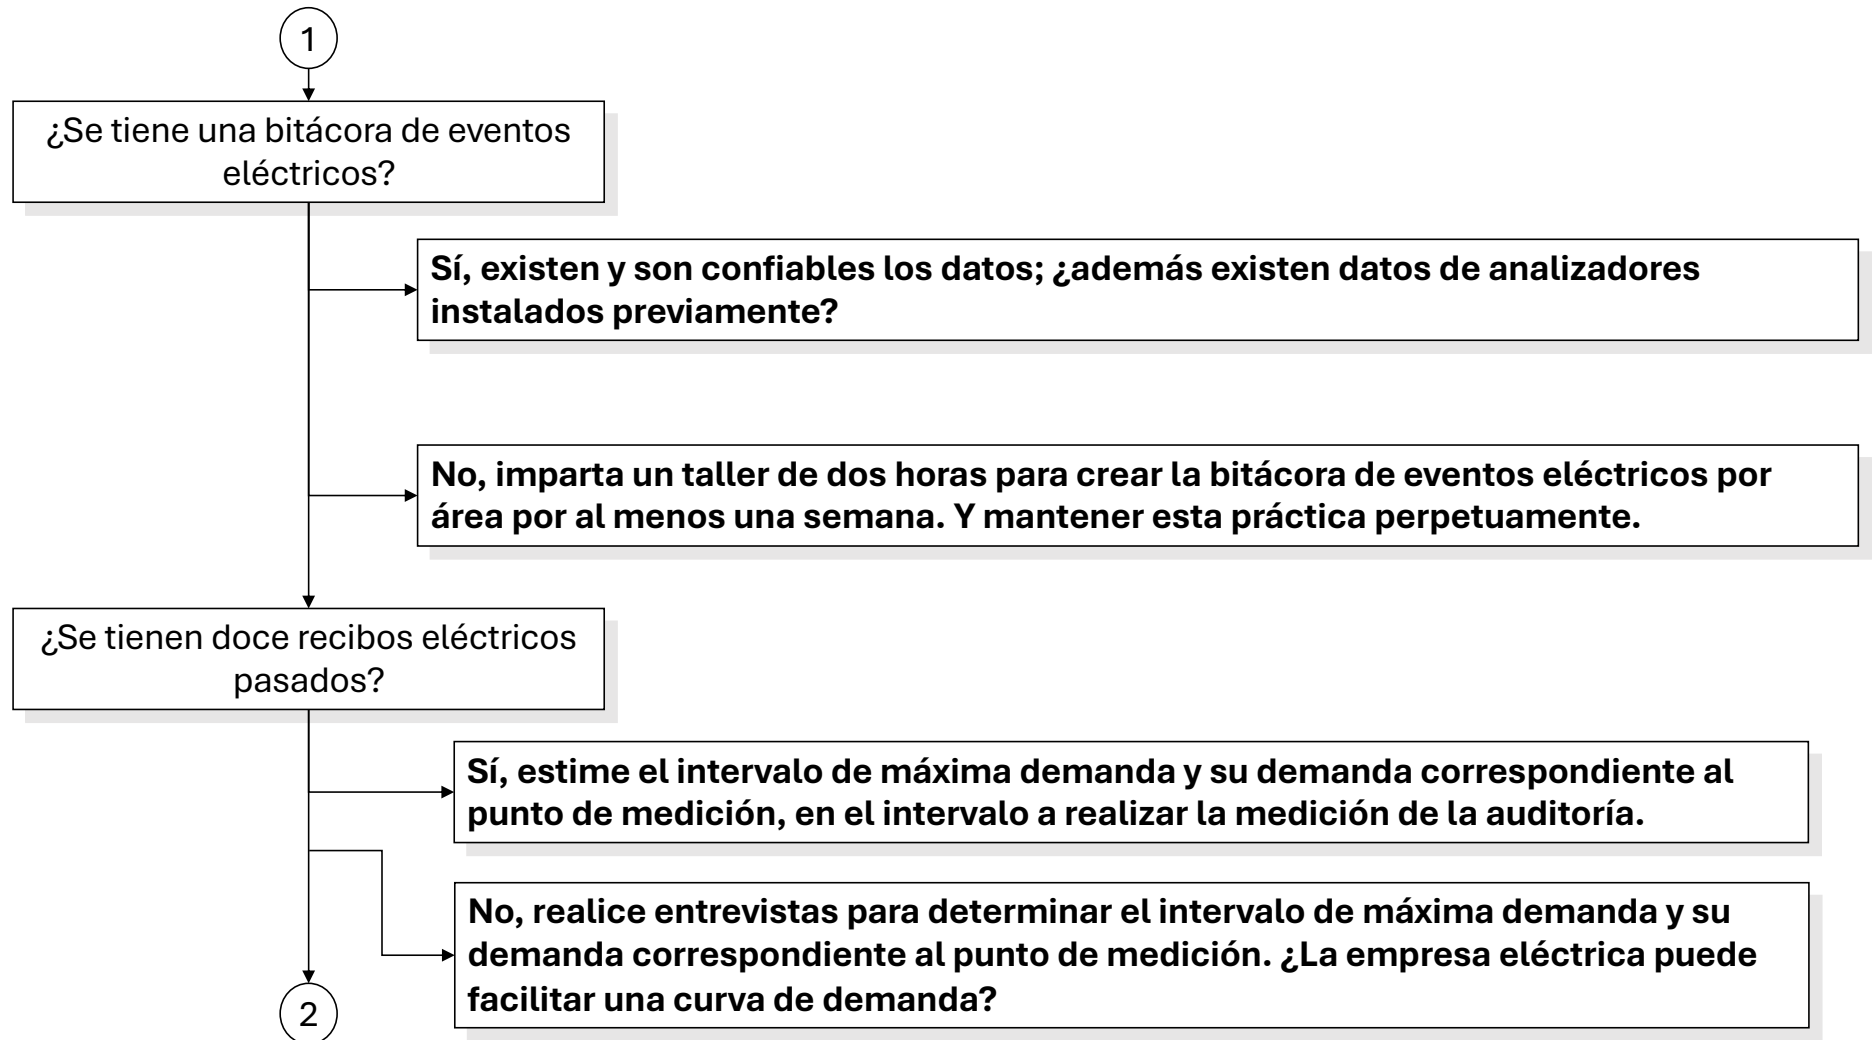 1
¿Se tiene una bitácora de eventos
eléctricos?
Sí, existen y son confiables los datos; ¿además existen datos de analizadores
instalados previamente?
No, imparta un taller de dos horas para crear la bitácora de eventos eléctricos por
área por al menos una semana. Y mantener esta práctica perpetuamente.
¿Se tienen doce recibos eléctricos
pasados?
Sí, estime el intervalo de máxima demanda y su demanda correspondiente al
punto de medición, en el intervalo a realizar la medición de la auditoría.
No, realice entrevistas para determinar el intervalo de máxima demanda y su
demanda correspondiente al punto de medición. ¿La empresa eléctrica puede
facilitar una curva de demanda?
2